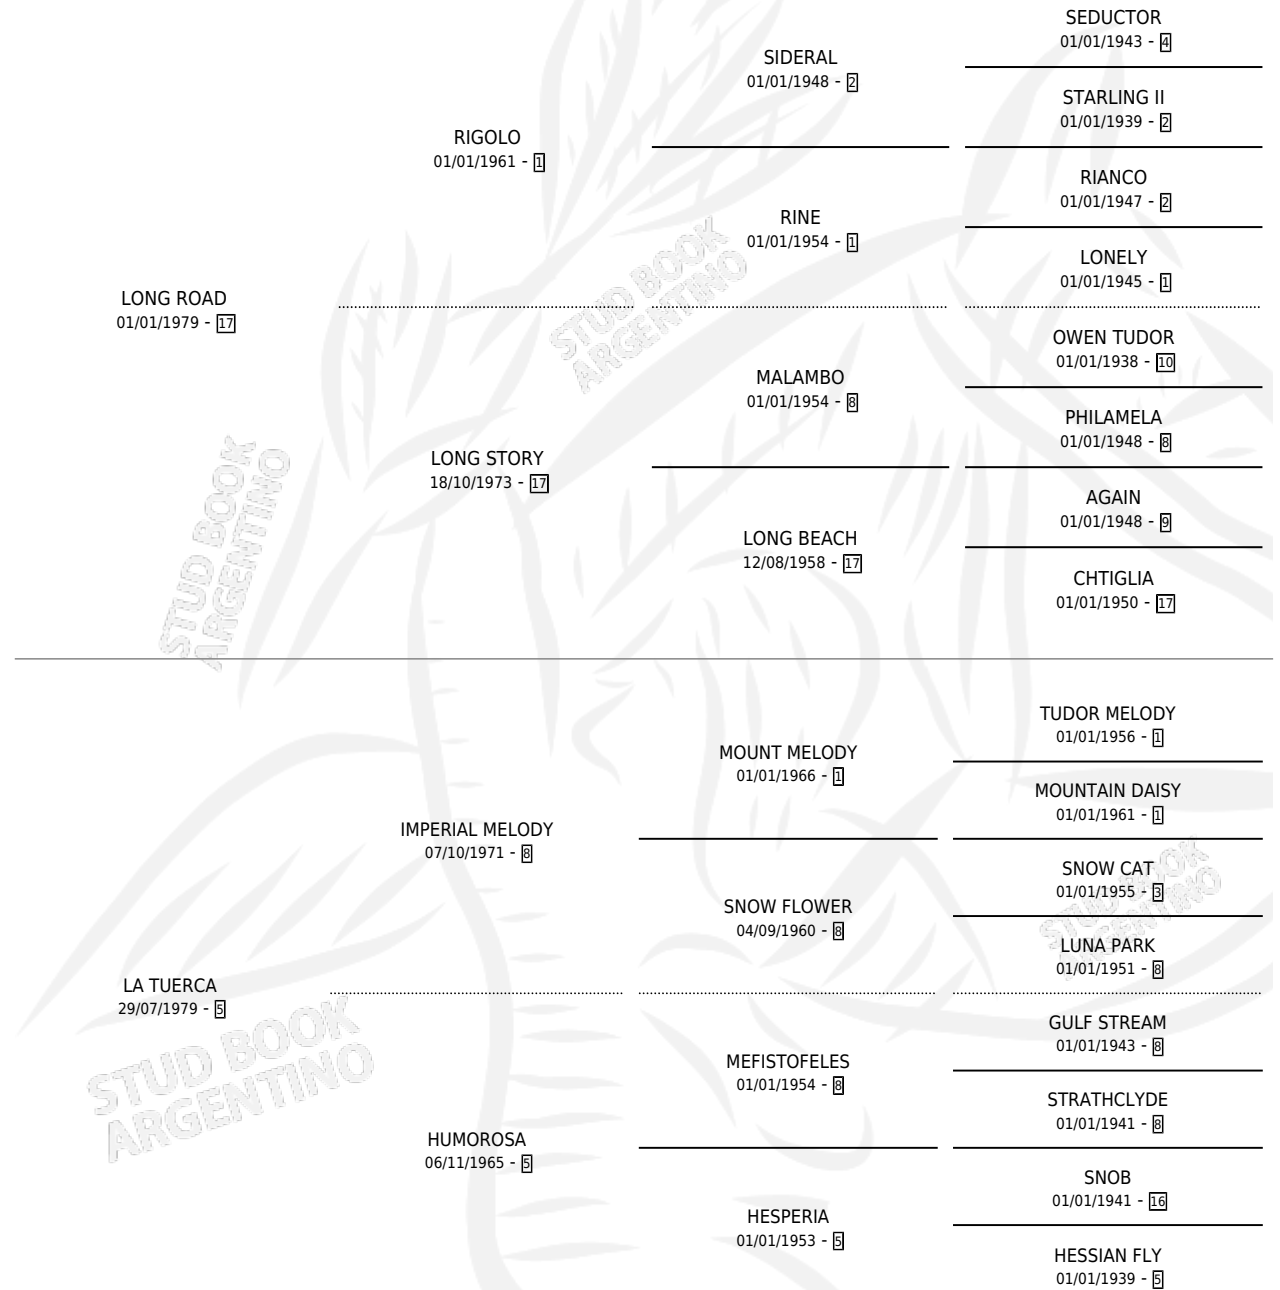 SEDUCTOR
01/01/1943 - 4
SIDERAL
01/01/1948 - 2
STARLING II
01/01/1939 - 2
RIGOLO
01/01/1961 - 1
RIANCO
01/01/1947 - 2
RINE
01/01/1954 - 1
LONELY
01/01/1945 - 1
LONG ROAD
01/01/1979 - 17
OWEN TUDOR
01/01/1938 - 10
MALAMBO
01/01/1954 - 8
PHILAMELA
01/01/1948 - 8
LONG STORY
18/10/1973 - 17
AGAIN
01/01/1948 - 9
LONG BEACH
12/08/1958 - 17
CHTIGLIA
01/01/1950 - 17
TUDOR MELODY
01/01/1956 - 1
MOUNT MELODY
01/01/1966 - 1
MOUNTAIN DAISY
01/01/1961 - 1
IMPERIAL MELODY
07/10/1971 - 8
SNOW CAT
01/01/1955 - 3
SNOW FLOWER
04/09/1960 - 8
LUNA PARK
01/01/1951 - 8
LA TUERCA
29/07/1979 - 5
GULF STREAM
01/01/1943 - 8
MEFISTOFELES
01/01/1954 - 8
STRATHCLYDE
01/01/1941 - 8
HUMOROSA
06/11/1965 - 5
SNOB
01/01/1941 - 16
HESPERIA
01/01/1953 - 5
HESSIAN FLY
01/01/1939 - 5
STUD BOOK
ARGENTINO
STUD BOOK
ARGENTINO
STUD BOOK
ARGENTINO
STUD BOOK
ARGENTINO